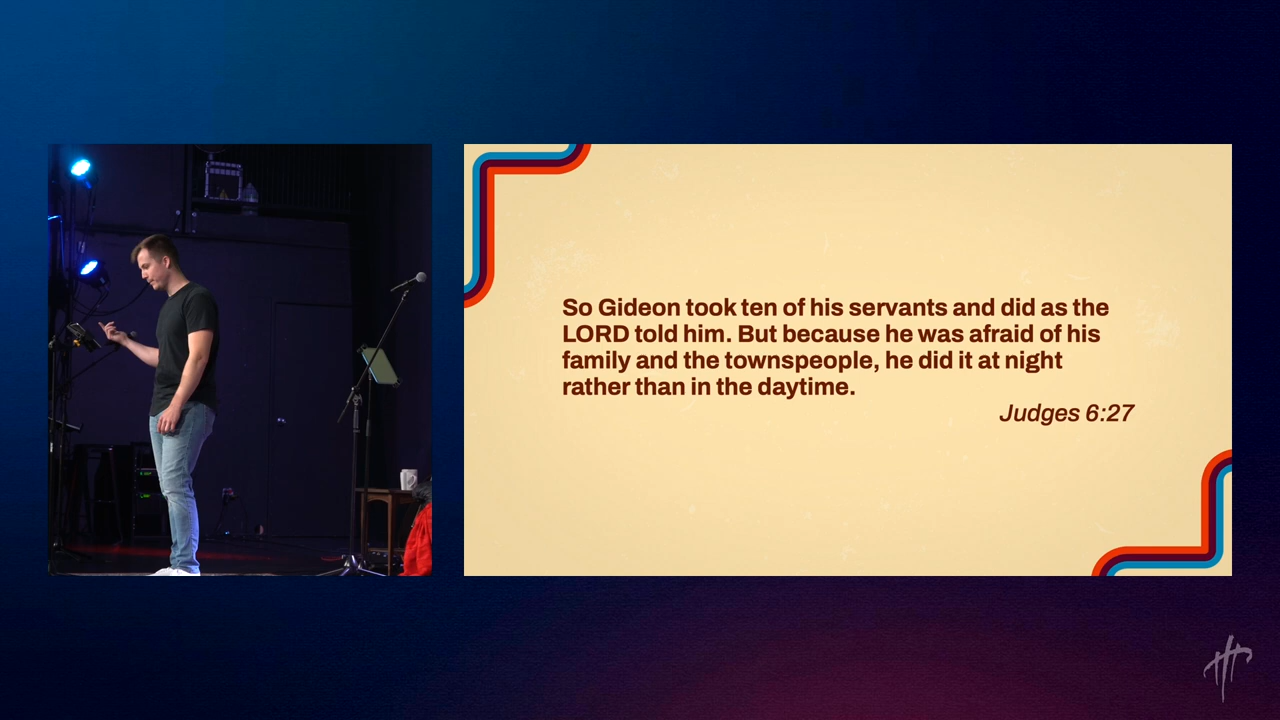 So Gideon took ten of his servants and did as the
LORD told him. But because he was afraid of his
family and the townspeople, he did it at night
rather than in the daytime.
Judges 6:27